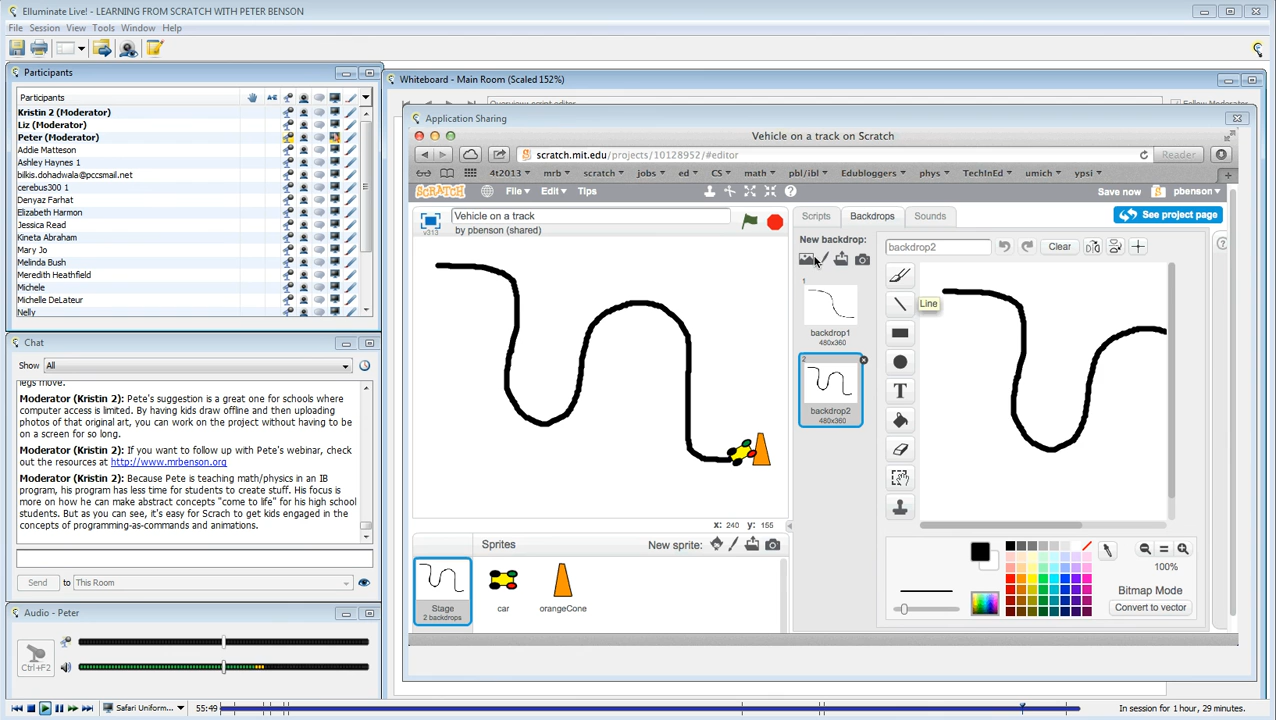 Elluminate Live! - LEARNING FROM SCRATCH WITH PETER BENSON
File Session View Tools Window Help
Participants
Participants
Kristin 2 (Moderator)
Liz (Moderator)
Peter (Moderator)
Addie Matteson
Ashley Haynes 1
bilkis.dohadwala@pccsmail.net
cerebus300 1
Denyaz Farhat
Elizabeth Harmon
Jessica Read
Kineta Abraham
Mary Jo
Melinda Bush
Meredith Heathfield
Michele
Michelle DeLateur
Nelly
Chat
Show All
legs move.
Moderator (Kristin 2): Pete's suggestion is a great one for schools where
computer access is limited. By having kids draw offline and then uploading
photos of that original art, you can work on the project without having to be
on a screen for so long.
Moderator (Kristin 2): If you want to follow up with Pete's webinar, check
out the resources at http://www.mrbenson.org
Moderator (Kristin 2): Because Pete is teaching math/physics in an IB
program, his program has less time for students to create stuff. His focus is
more on how he can make abstract concepts "come to life" for his high school
students. But as you can see, it's easy for Scrach to get kids engaged in the
concepts of programming-as-commands and animations.
Send to This Room
Audio - Peter
Ctrl+F2
Safari Uniform... 55:49
In session for 1 hour, 29 minutes.
Whiteboard - Main Room (Scaled 152%)
Application Sharing
Vehicle on a track on Scratch
scratch.mit.edu/projects/10128952/#editor
Reader
4t2013 mrb scratch jobs ed CS math pbl/ibl Edubloggers phys TechInEd umich ypsi
SCRATCH File Edit Tips Save now pbenson
Vehicle on a track
by pbenson (shared)
v313
Scripts Backdrops Sounds
See project page
New backdrop:
backdrop2
Clear
1
backdrop1
480x360
2
backdrop2
480x360
Line
T
x: 240 y: 155
Sprites New sprite:
Stage
2 backdrops
car
orangeCone
100%
Bitmap Mode
Convert to vector